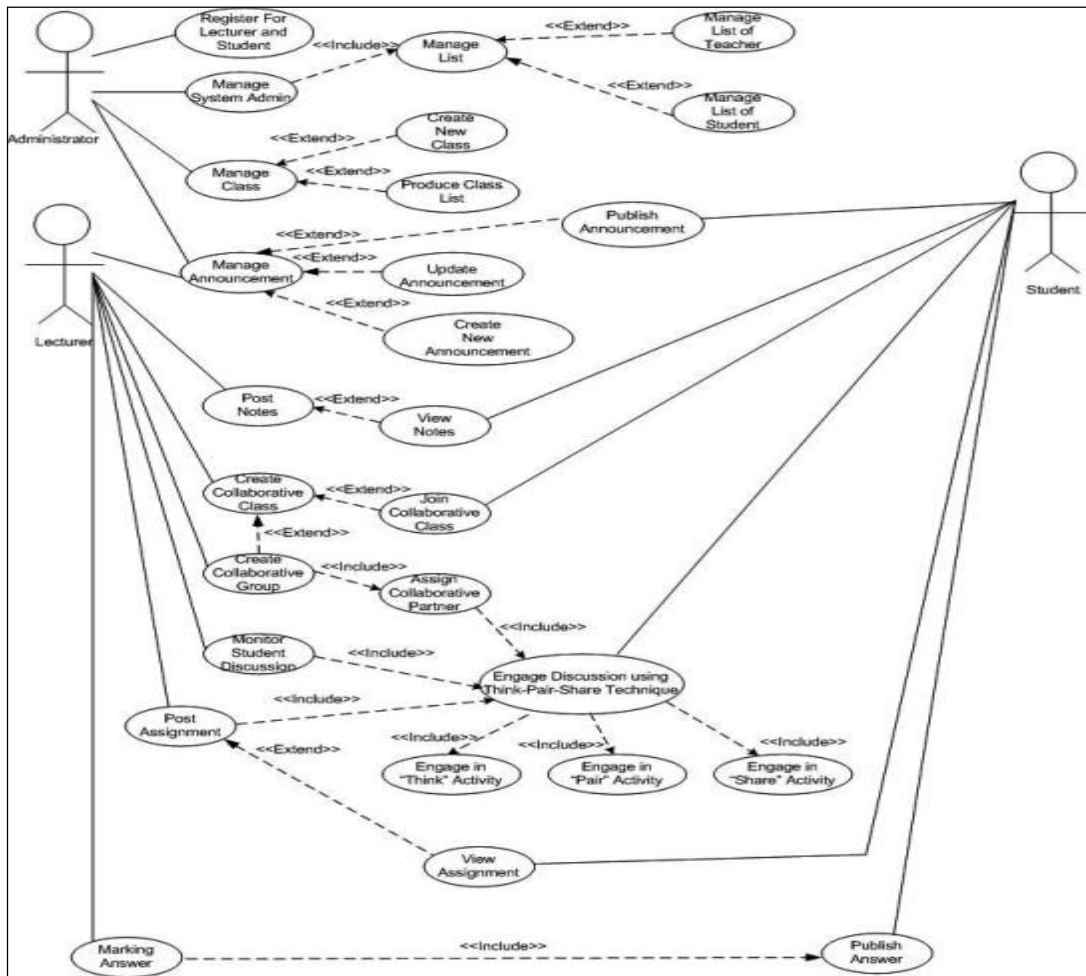 Register For
Lecturer and
Student
<<Include>>
Manage
List
<<Extend>>
Manage
List of
Teacher
Manage
System Admin
<<Extend>>
Manage
List of
Student
Administrator
Create
New
Class
<<Extend>>
Manage
Class
<<Extend>>
Produce Class
List
Publish
Announcement
<<Extend>>
Manage
Announcement
<<Extend>>
Update
Announcement
Student
<<Extend>>
Create
New
Announcement
Lecturer
Post
Notes
<<Extend>>
View
Notes
Create
Collaborative
Class
<<Extend>>
Join
Collaborative
Class
<<Extend>>
Create
Collaborative
Group
<<Include>>
Assign
Collaborative
Partner
<<Include>>
Monitor
Student
Discussion
<<Include>>
Engage Discussion using
Think-Pair-Share Technique
<<Include>>
Post
Assignment
<<Extend>>
<<Include>>
<<Include>>
<<Include>>
Engage in
"Think" Activity
Engage in
"Pair" Activity
Engage in
"Share" Activity
View
Assignment
Marking
Answer
<<Include>>
Publish
Answer